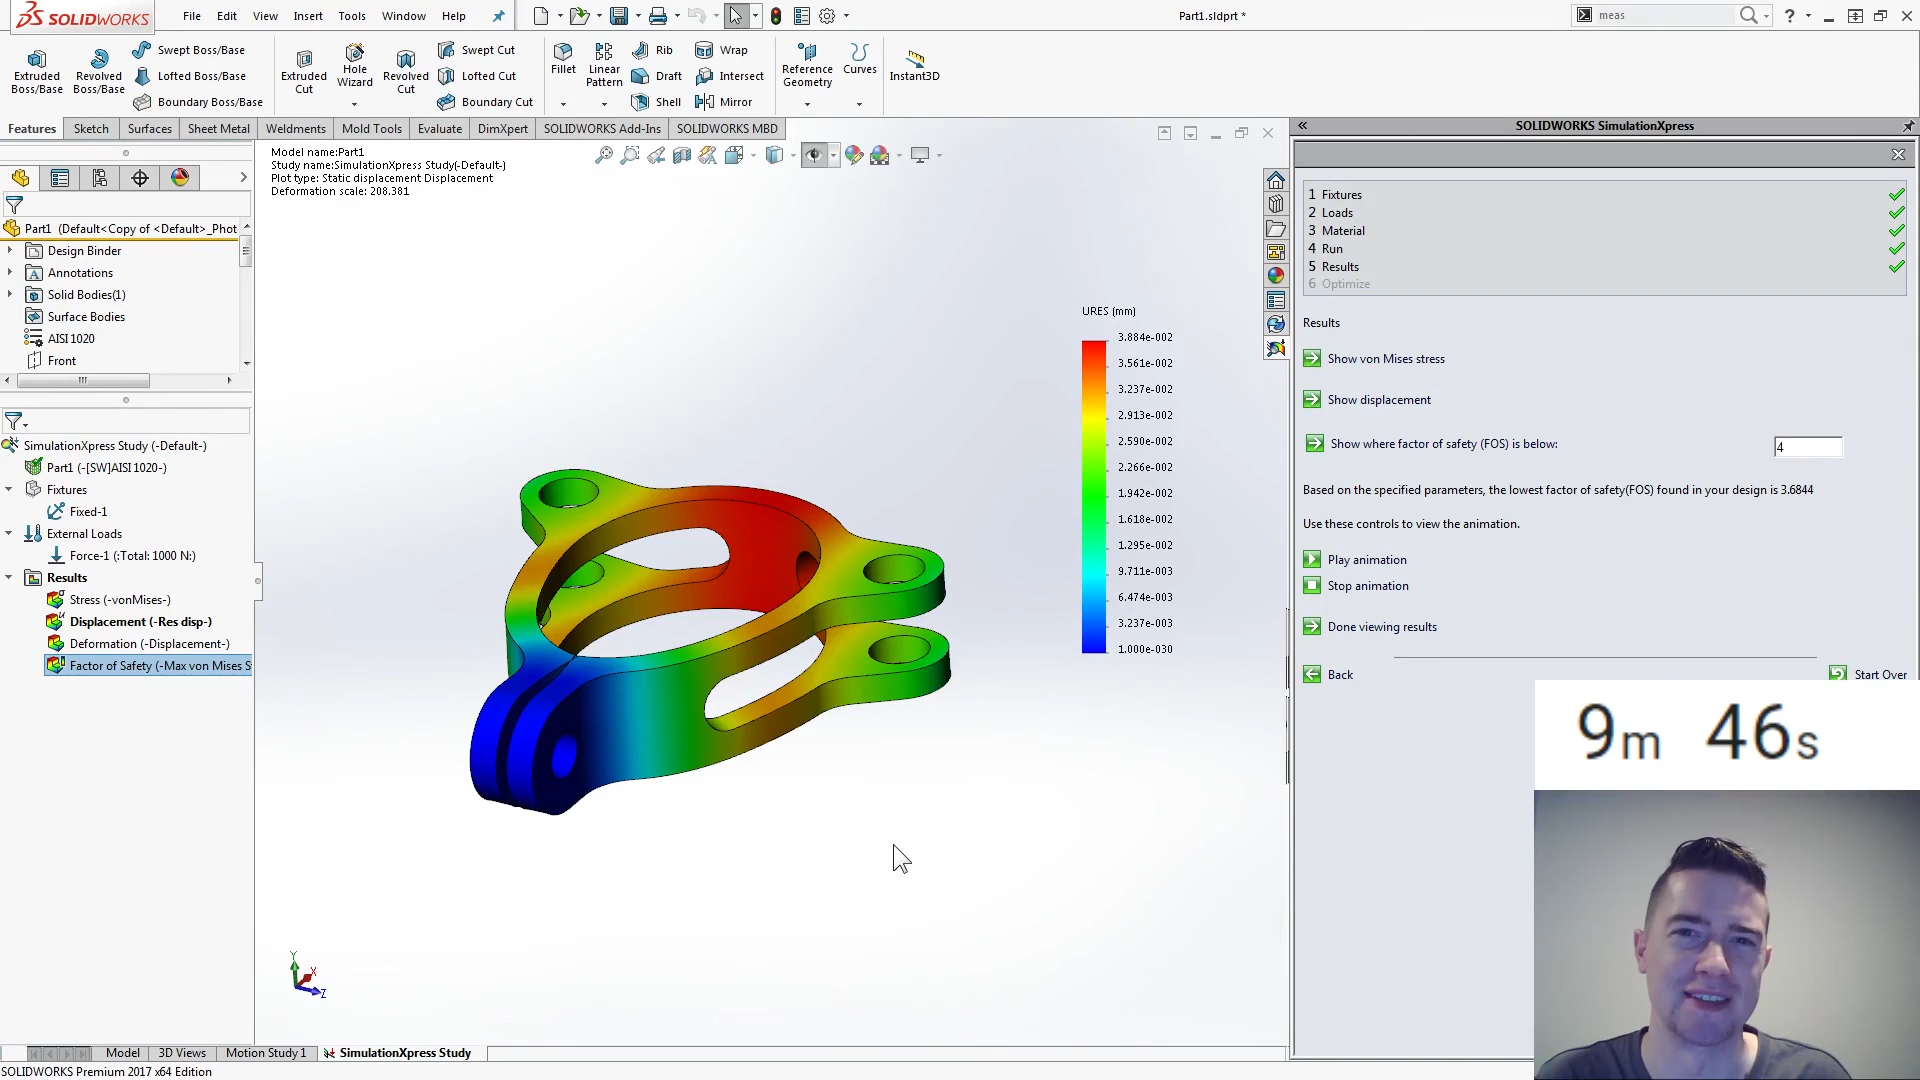 SOLIDWORKS
File Edit View Insert Tools Window Help
Part1.sldprt *
meas
Extruded Boss/Base
Revolved Boss/Base
Swept Boss/Base
Lofted Boss/Base
Boundary Boss/Base
Extruded Cut
Hole Wizard
Revolved Cut
Swept Cut
Lofted Cut
Boundary Cut
Fillet
Linear Pattern
Rib
Draft
Shell
Wrap
Intersect
Mirror
Reference Geometry
Curves
Instant3D
Features Sketch Surfaces Sheet Metal Weldments Mold Tools Evaluate DimXpert SOLIDWORKS Add-Ins SOLIDWORKS MBD
Part1 (Default<Copy of <Default>_Phot
Design Binder
Annotations
Solid Bodies(1)
Surface Bodies
AISI 1020
Front
SimulationXpress Study (-Default-)
Part1 (-[SW]AISI 1020-)
Fixtures
Fixed-1
External Loads
Force-1 (:Total: 1000 N:)
Results
Stress (-vonMises-)
Displacement (-Res disp-)
Deformation (-Displacement-)
Factor of Safety (-Max von Mises S
Model name:Part1
Study name:SimulationXpress Study(-Default-)
Plot type: Static displacement Displacement
Deformation scale: 208.381
URES (mm)
3.884e-002
3.561e-002
3.237e-002
2.913e-002
2.590e-002
2.266e-002
1.942e-002
1.618e-002
1.295e-002
9.711e-003
6.474e-003
3.237e-003
1.000e-030
Y
X
Z
SOLIDWORKS SimulationXpress
1 Fixtures
2 Loads
3 Material
4 Run
5 Results
6 Optimize
Results
Show von Mises stress
Show displacement
Show where factor of safety (FOS) is below: 4
Based on the specified parameters, the lowest factor of safety(FOS) found in your design is 3.6844
Use these controls to view the animation.
Play animation
Stop animation
Done viewing results
Back
Start Over
9m 46s
Model 3D Views Motion Study 1 SimulationXpress Study
SOLIDWORKS Premium 2017 x64 Edition